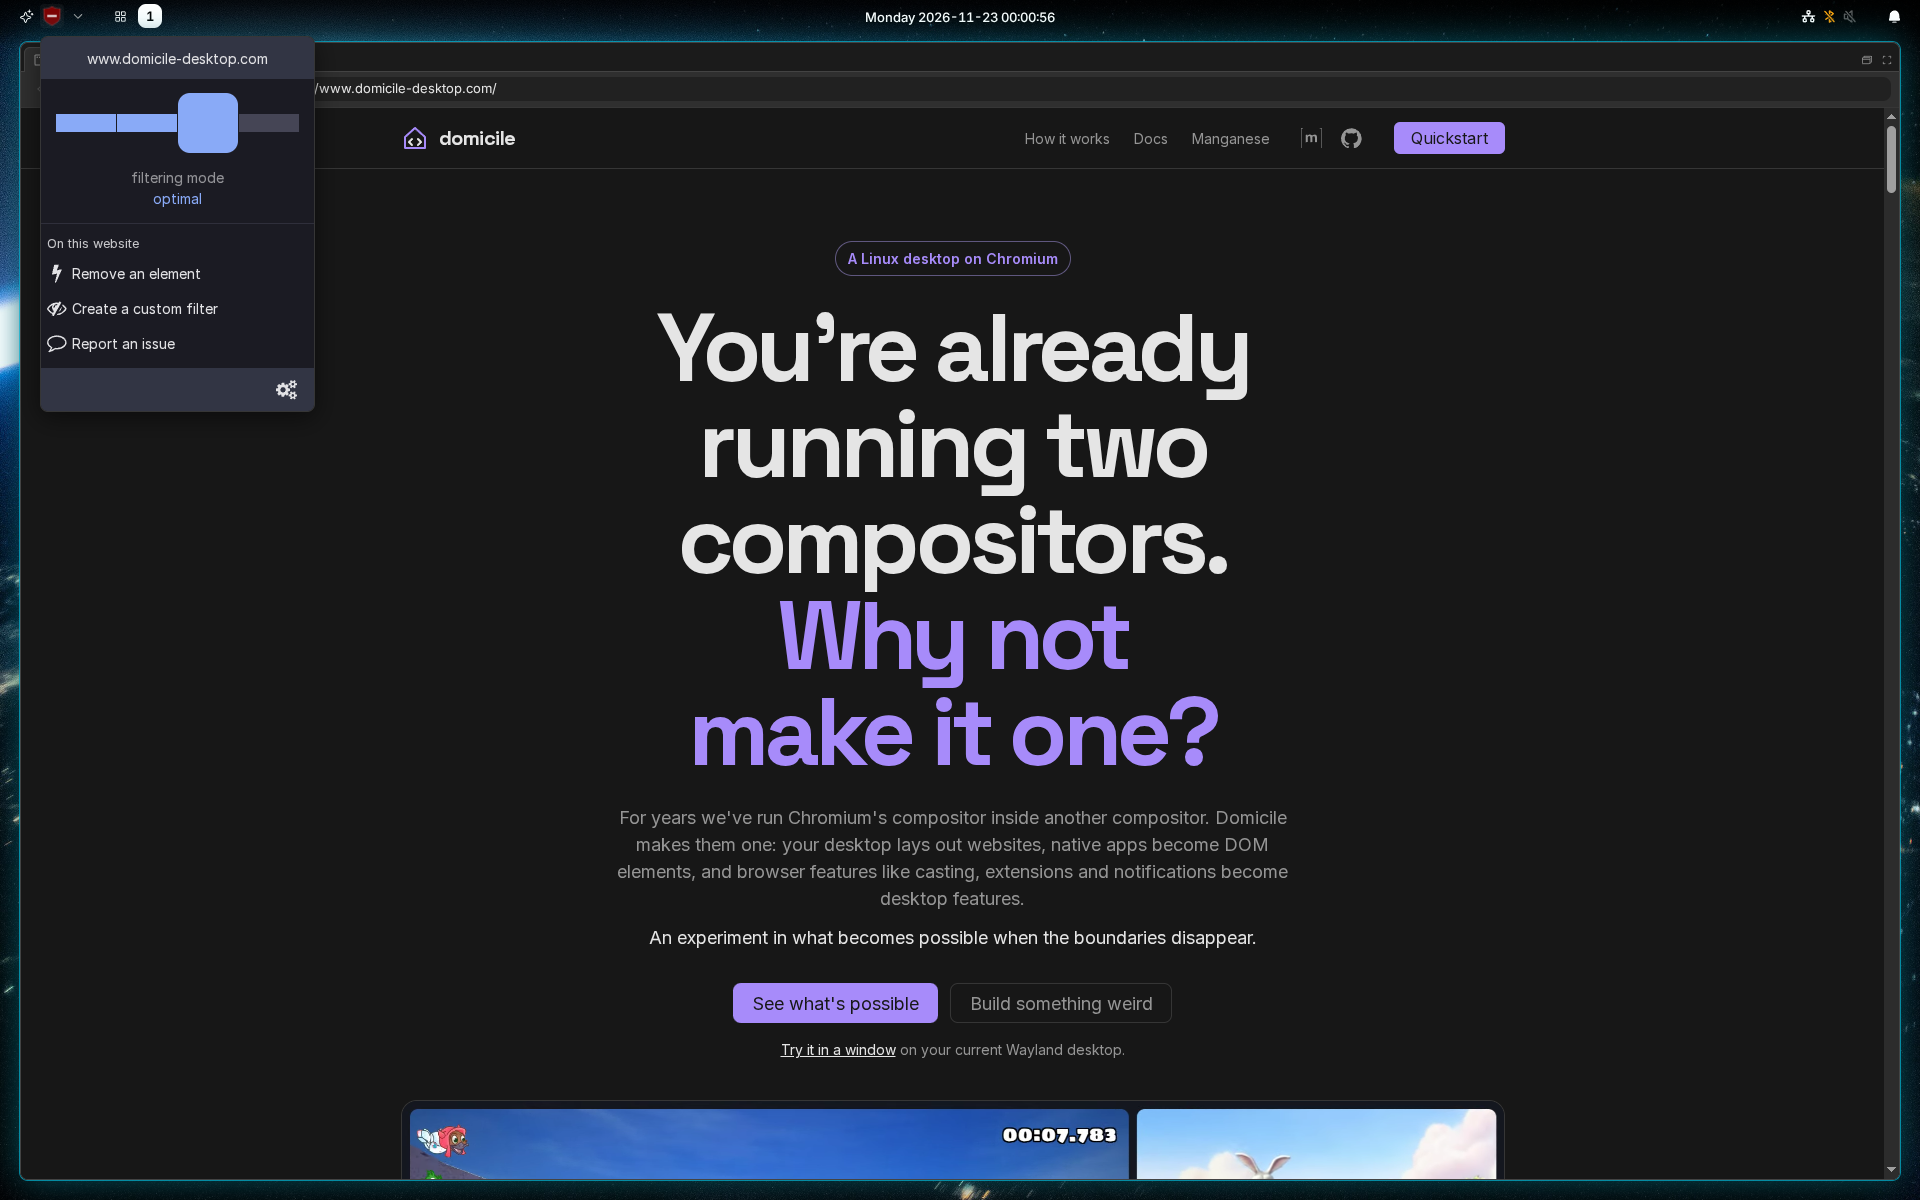 1
Monday 2026-11-23 00:00:56
www.domicile-desktop.com
/www.domicile-desktop.com/
filtering mode
optimal
On this website
Remove an element
Create a custom filter
Report an issue
domicile
How it works
Docs
Manganese
m
Quickstart
A Linux desktop on Chromium
You’re already
running two
compositors.
Why not
make it one?
For years we've run Chromium's compositor inside another compositor. Domicile
makes them one: your desktop lays out websites, native apps become DOM
elements, and browser features like casting, extensions and notifications become
desktop features.
An experiment in what becomes possible when the boundaries disappear.
See what's possible
Build something weird
Try it in a window on your current Wayland desktop.
00:07.783